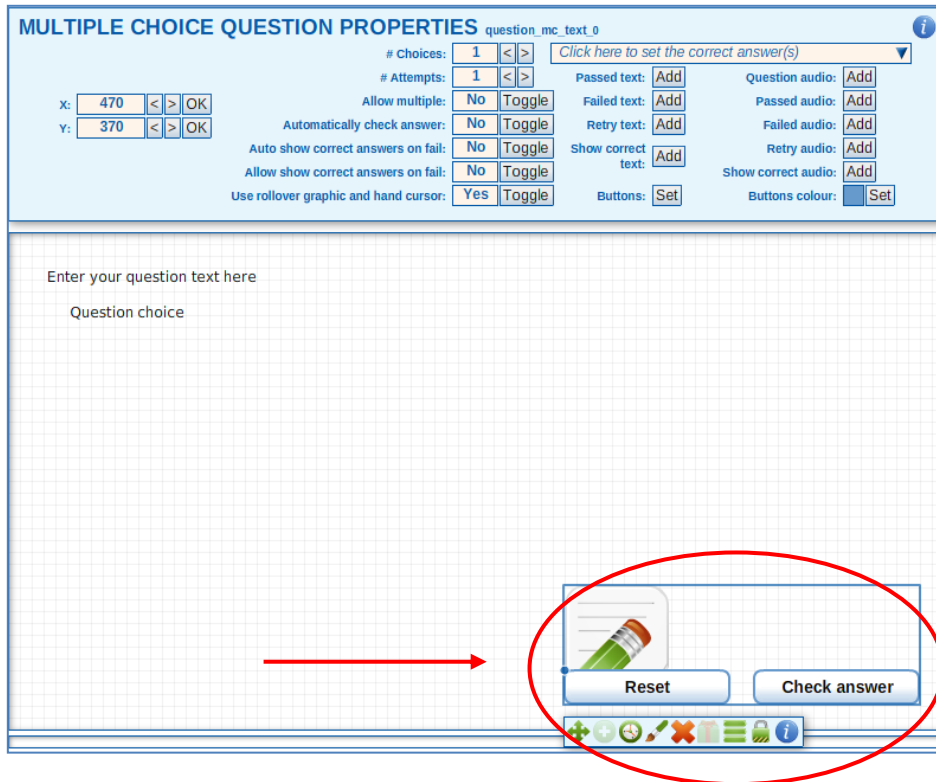 MULTIPLE CHOICE QUESTION PROPERTIES question_mc_text_0 i
# Choices: 1 < > Click here to set the correct answer(s)
# Attempts: 1 < > Passed text: Add Question audio: Add
X: 470 < > OK Allow multiple: No Toggle Failed text: Add Passed audio: Add
Y: 370 < > OK Automatically check answer: No Toggle Retry text: Add Failed audio: Add
Auto show correct answers on fail: No Toggle Show correct text: Add Retry audio: Add
Allow show correct answers on fail: No Toggle Show correct audio: Add
Use rollover graphic and hand cursor: Yes Toggle Buttons: Set Buttons colour: Set
Enter your question text here
Question choice
Reset Check answer
i